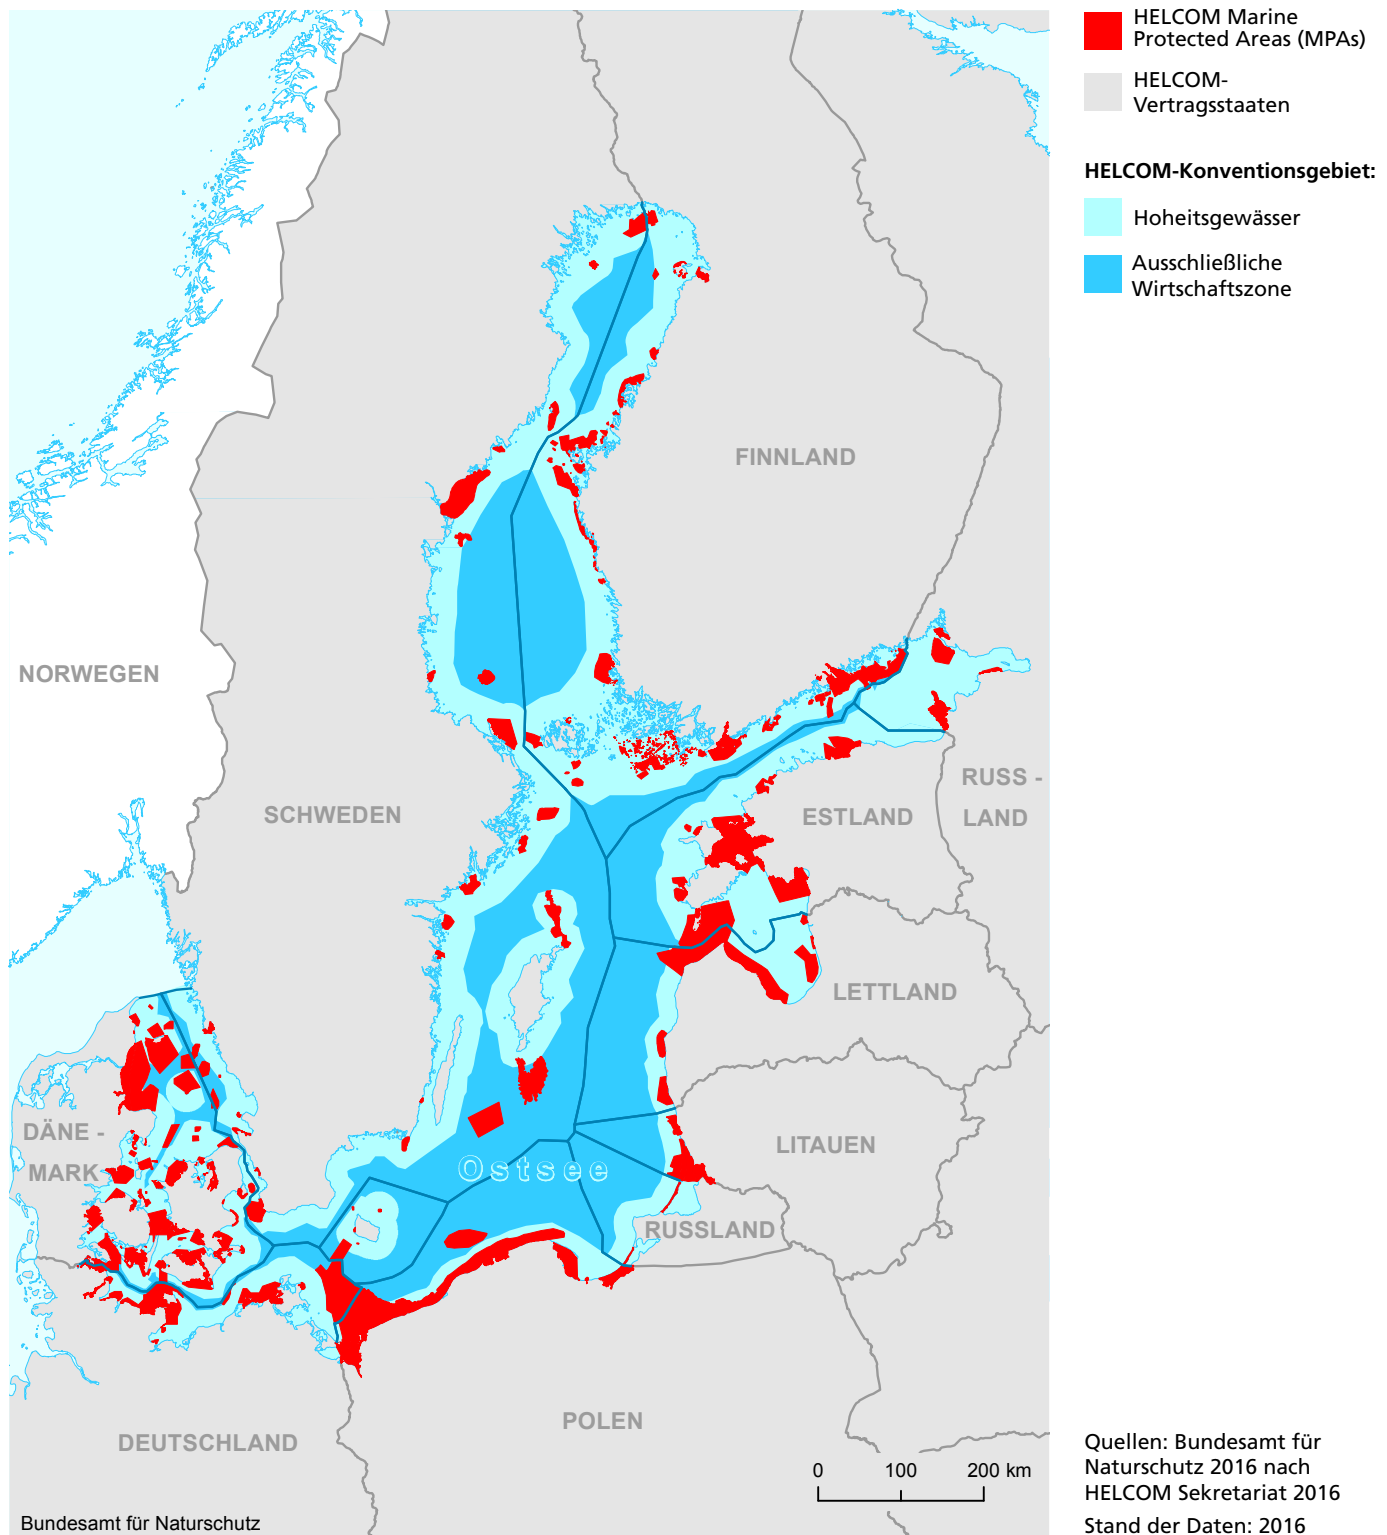 HELCOM Marine
Protected Areas (MPAs)
HELCOM-
Vertragsstaaten
HELCOM-Konventionsgebiet:
Hoheitsgewässer
Ausschließliche
Wirtschaftszone
FINNLAND
NORWEGEN
SCHWEDEN
RUSS -
LAND
ESTLAND
LETTLAND
DÄNE -
MARK
LITAUEN
Ostsee
RUSSLAND
POLEN
DEUTSCHLAND
0 100 200 km
Bundesamt für Naturschutz
Quellen: Bundesamt für
Naturschutz 2016 nach
HELCOM Sekretariat 2016
Stand der Daten: 2016